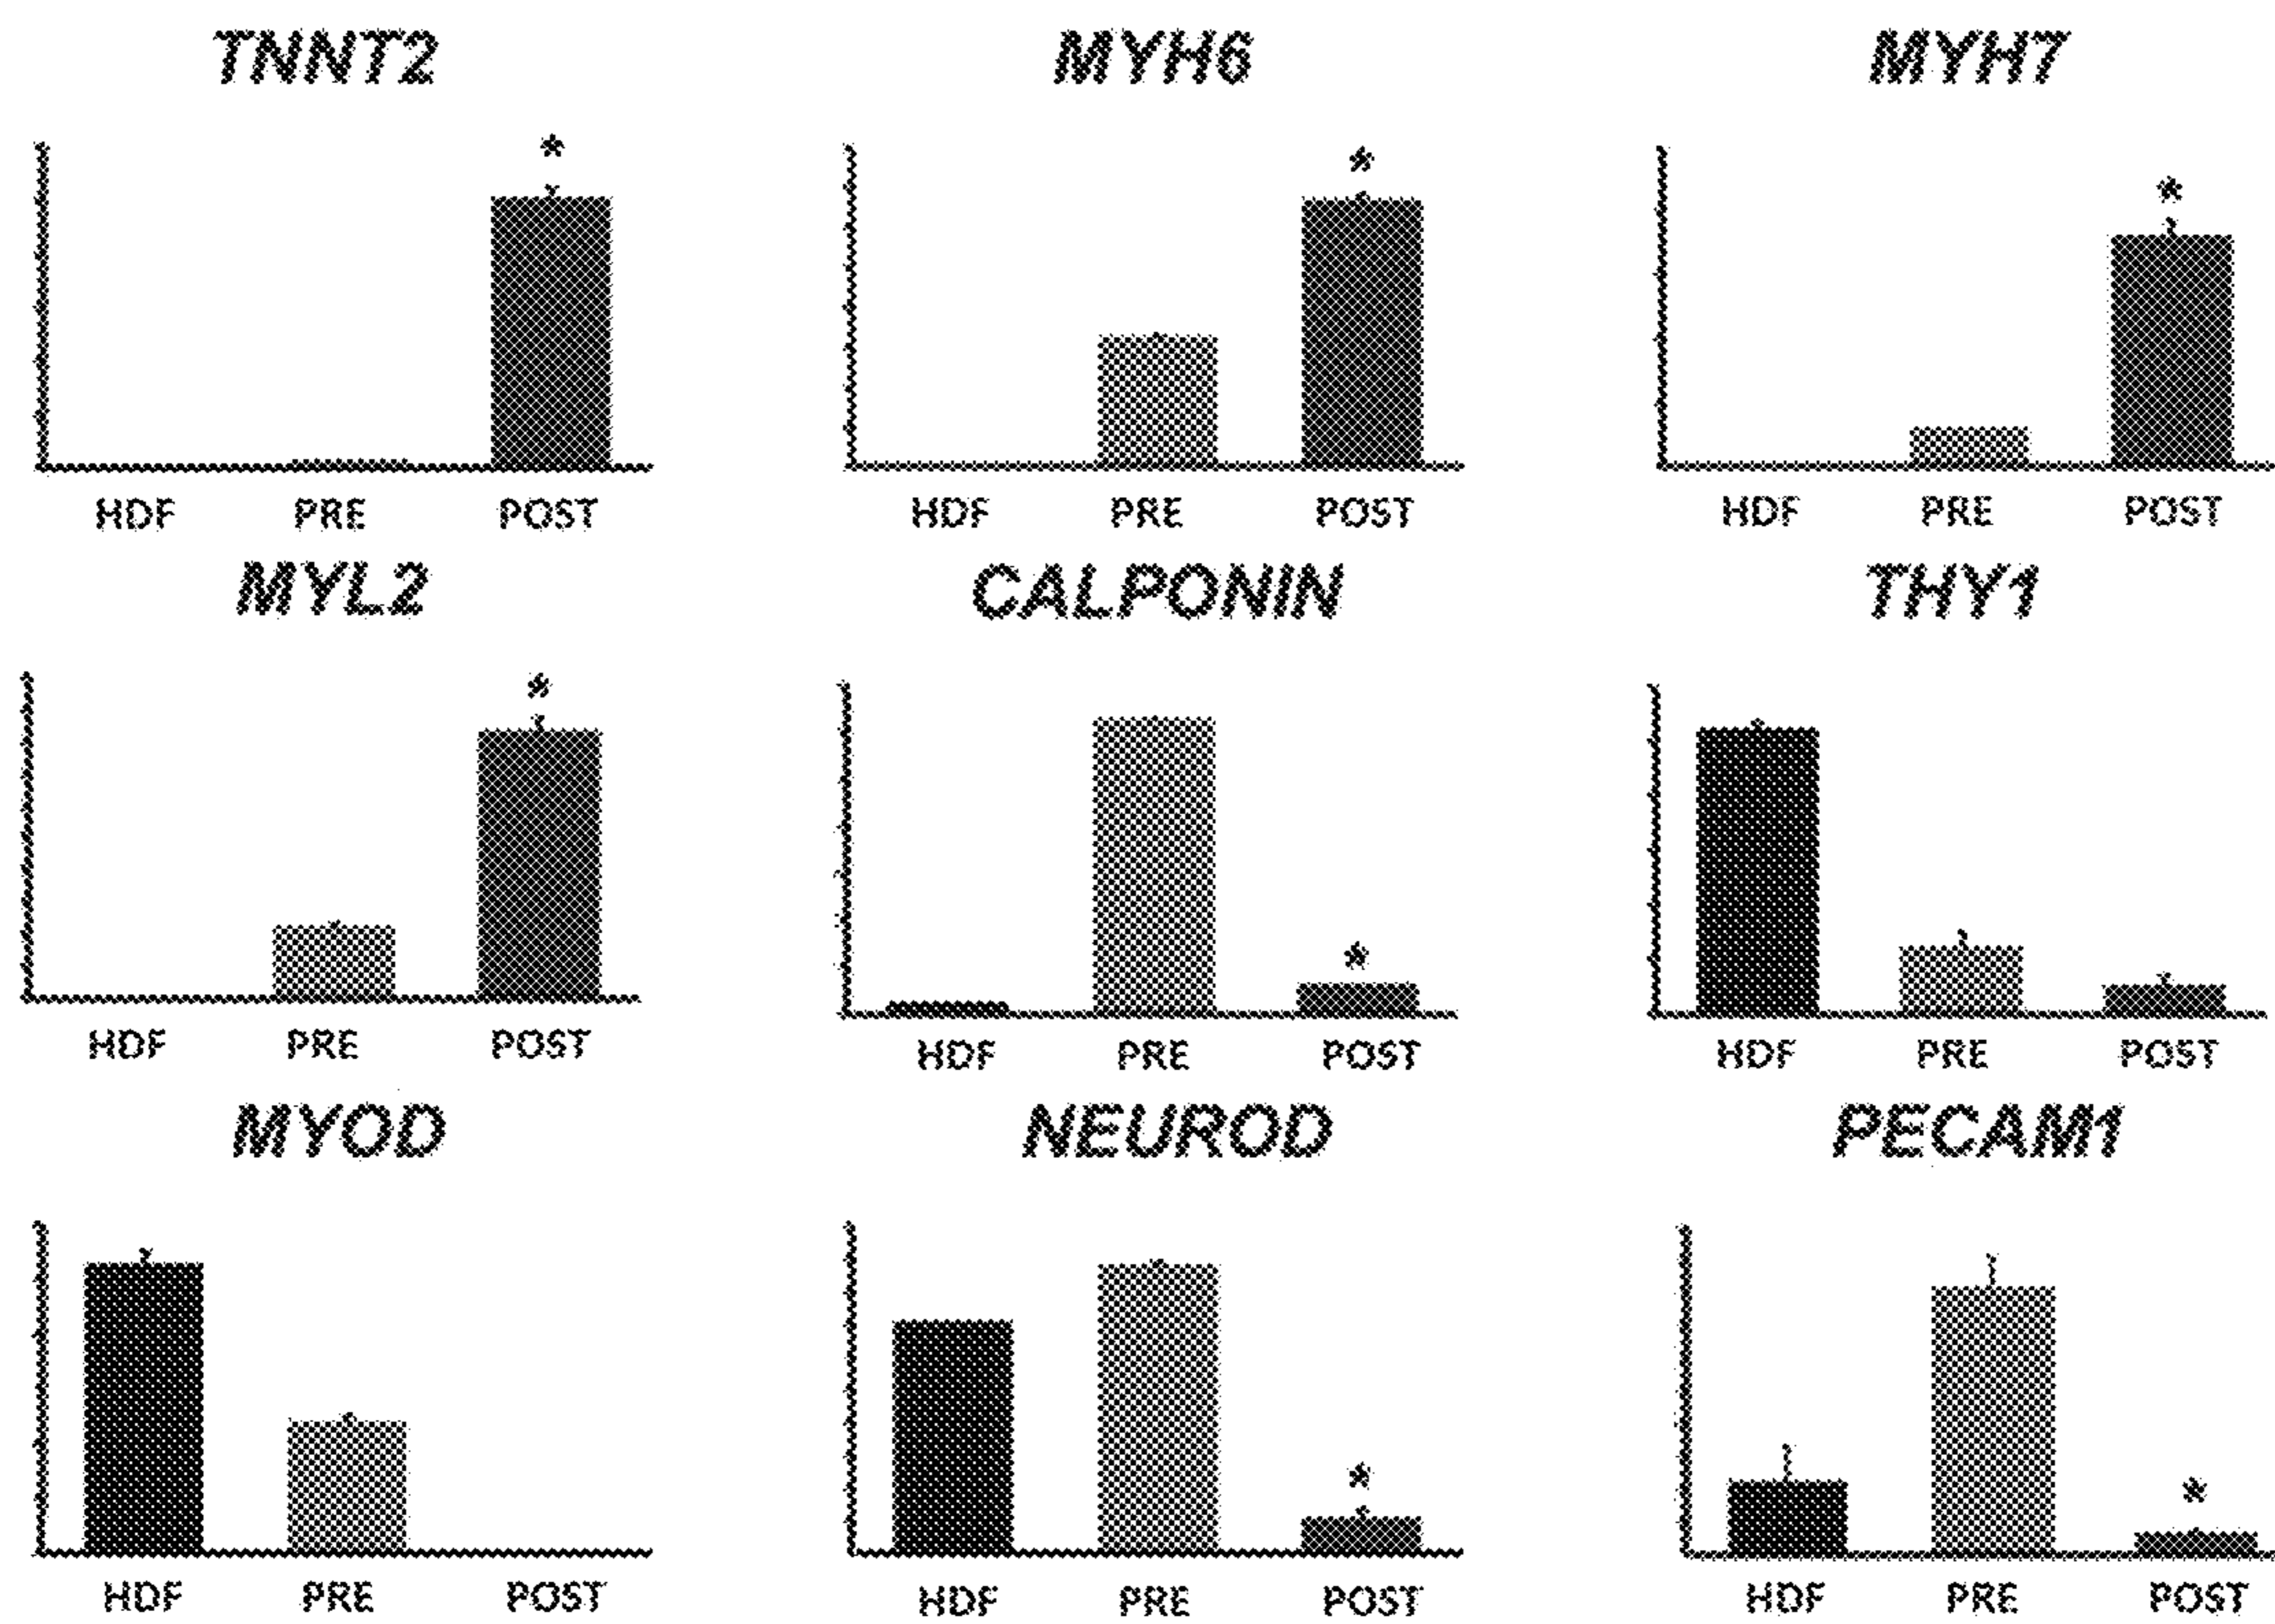 TNNT2 MYH6 MYH7
* * *
HDF PRE POST HDF PRE POST HDF PRE POST
MYL2 CALPONIN THY1
* *
HDF PRE POST HDF PRE POST HDF PRE POST
MYOD NEUROD PECAM1
* *
HDF PRE POST HDF PRE POST HDF PRE POST